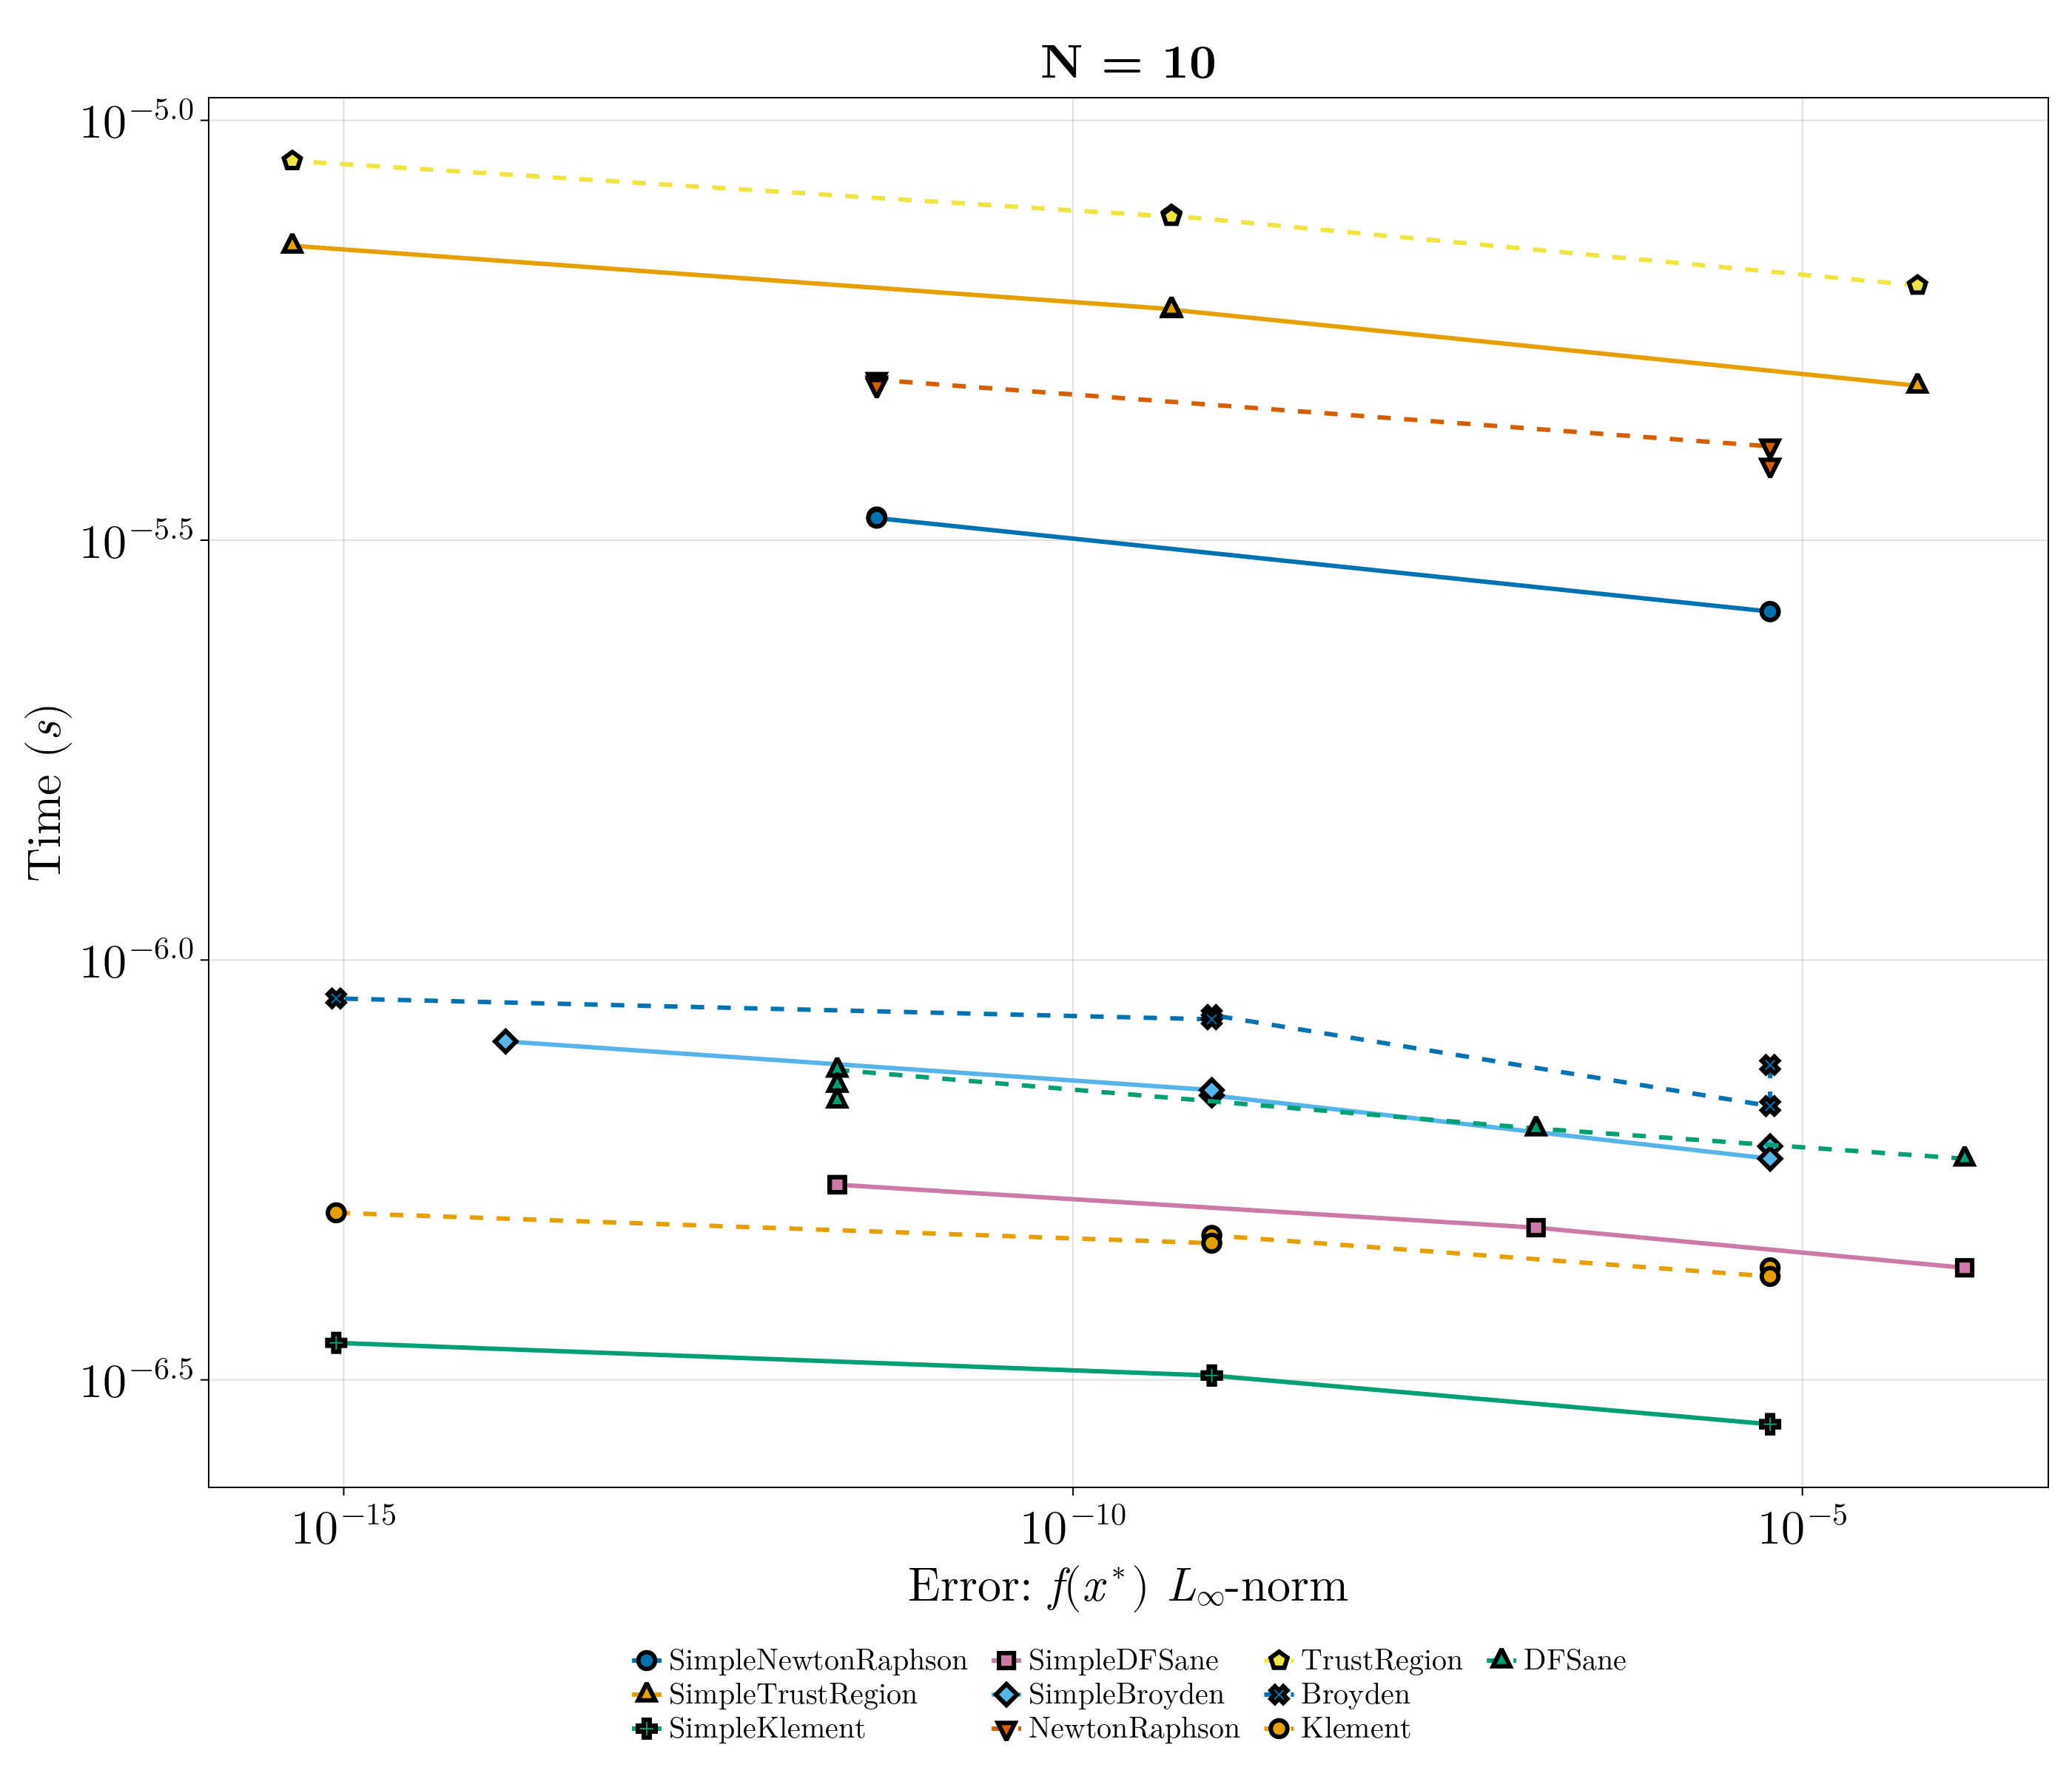 N = 10
10^−5.0
10^−5.5
10^−6.0
10^−6.5
Time (s)
10^−15
10^−10
10^−5
Error: f(x*) L∞-norm
SimpleNewtonRaphson
SimpleTrustRegion
SimpleKlement
SimpleDFSane
SimpleBroyden
NewtonRaphson
TrustRegion
Broyden
Klement
DFSane